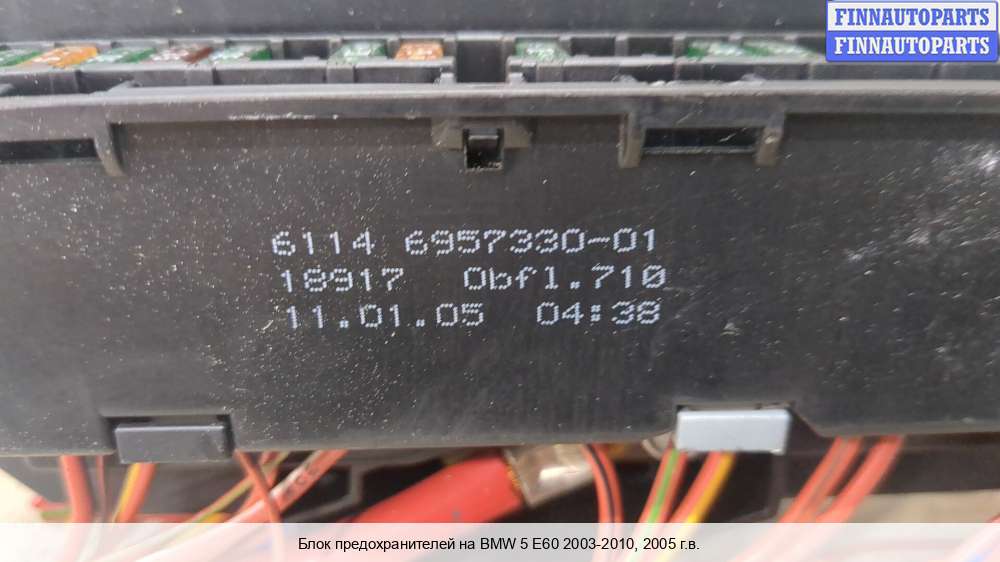 FINNAUTOPARTS
FINNAUTOPARTS
6114 6957330-01
18917 Obfl.710
11.01.05 04:38
Блок предохранителей на BMW 5 E60 2003-2010, 2005 г.в.